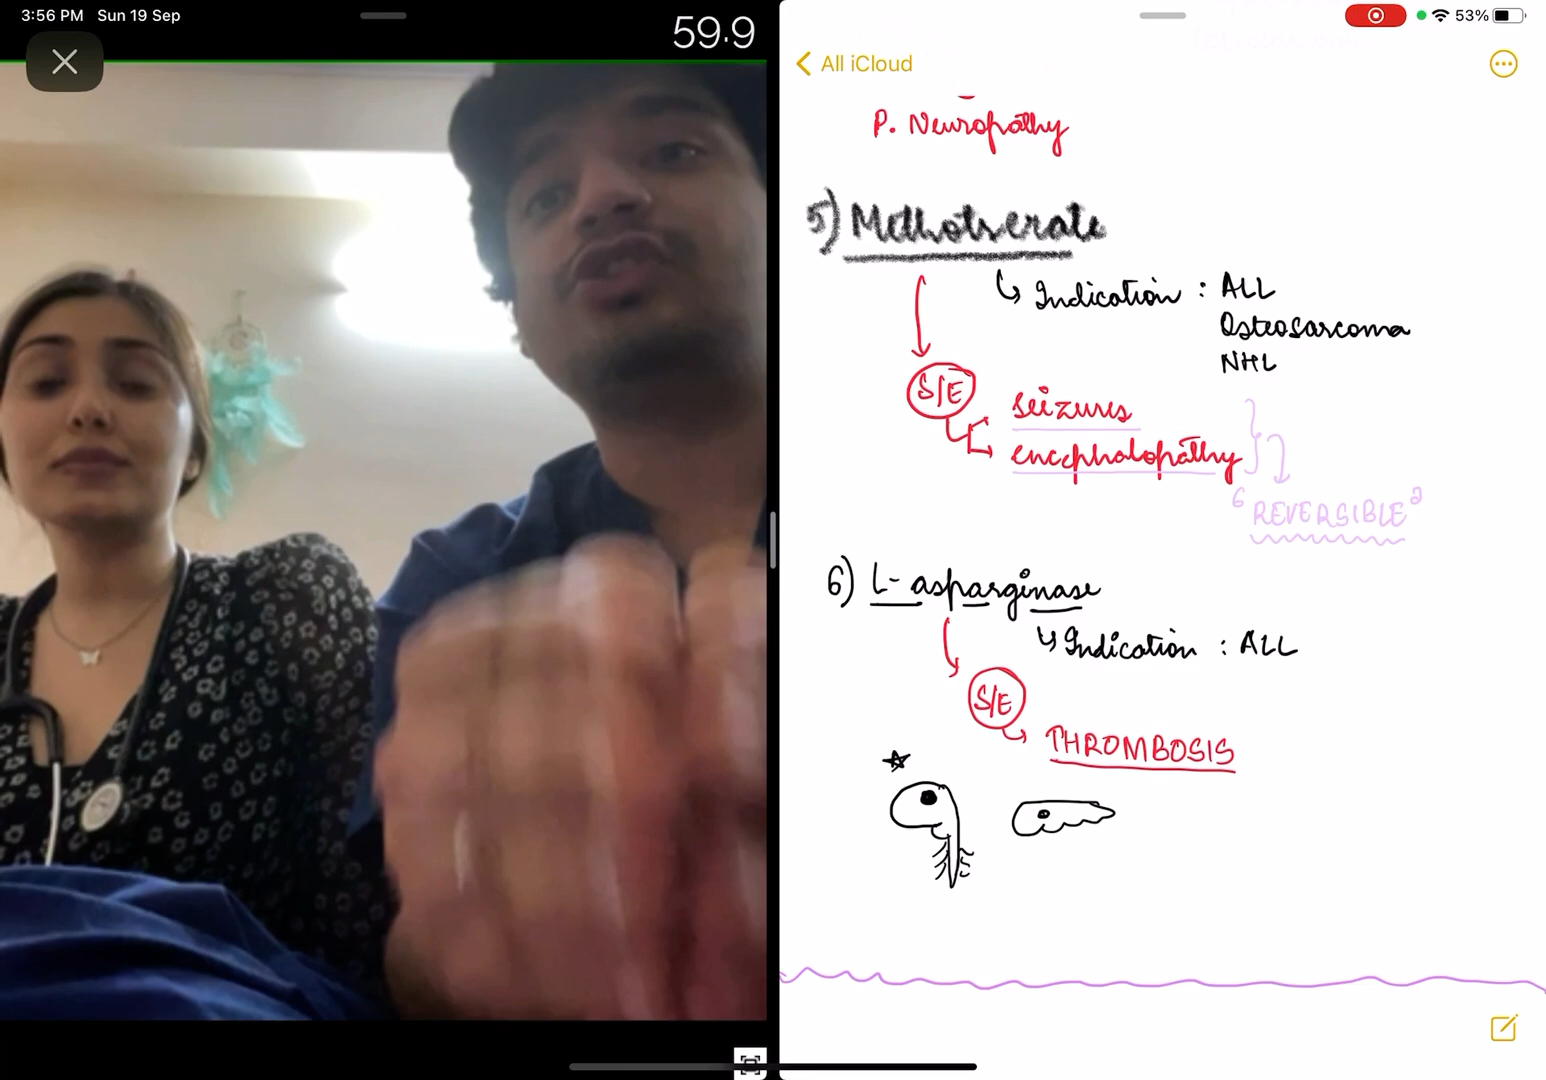 3:56 PM Sun 19 Sep
59.9
53%
All iCloud
P. Neuropathy
5) Methotrexate
Indication : ALL
Osteosarcoma
NHL
S/E
seizures
encephalopathy
"REVERSIBLE"
6) L-asparginase
Indication : ALL
S/E
THROMBOSIS